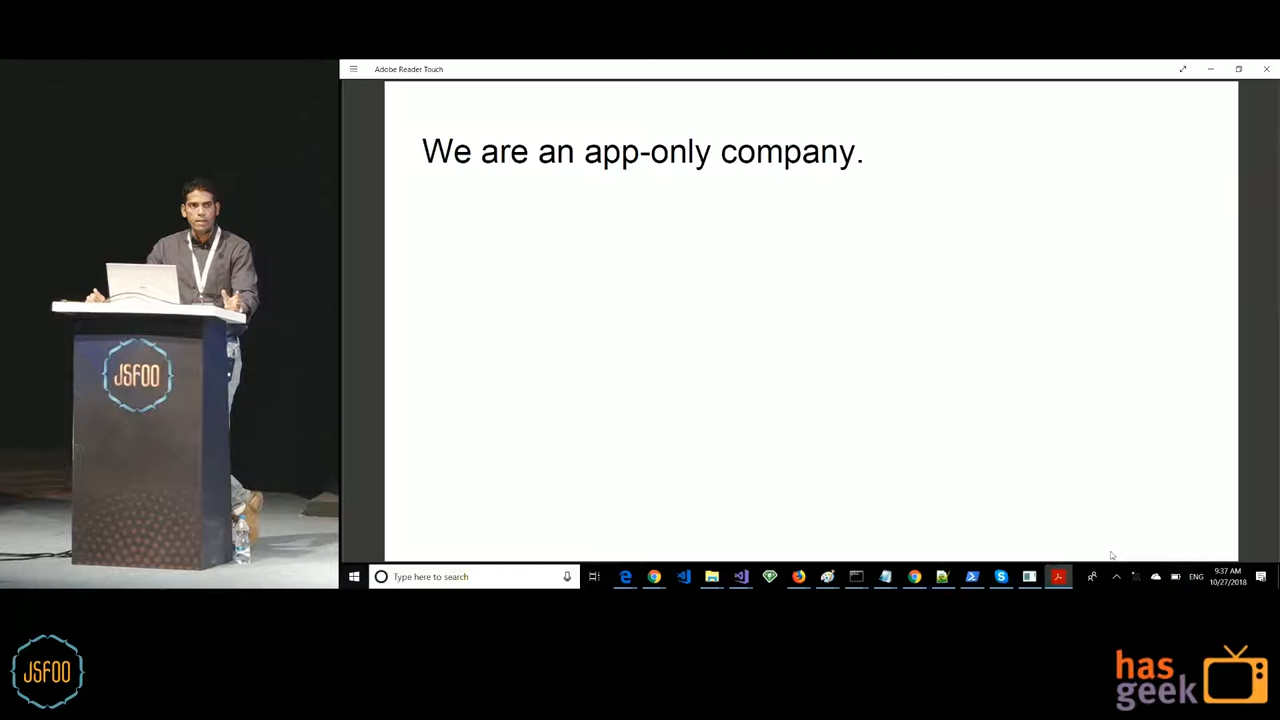 Adobe Reader Touch
We are an app-only company.
JSFOO
Type here to search
ENG
9:37 AM
10/27/2018
JSFOO
has
geek